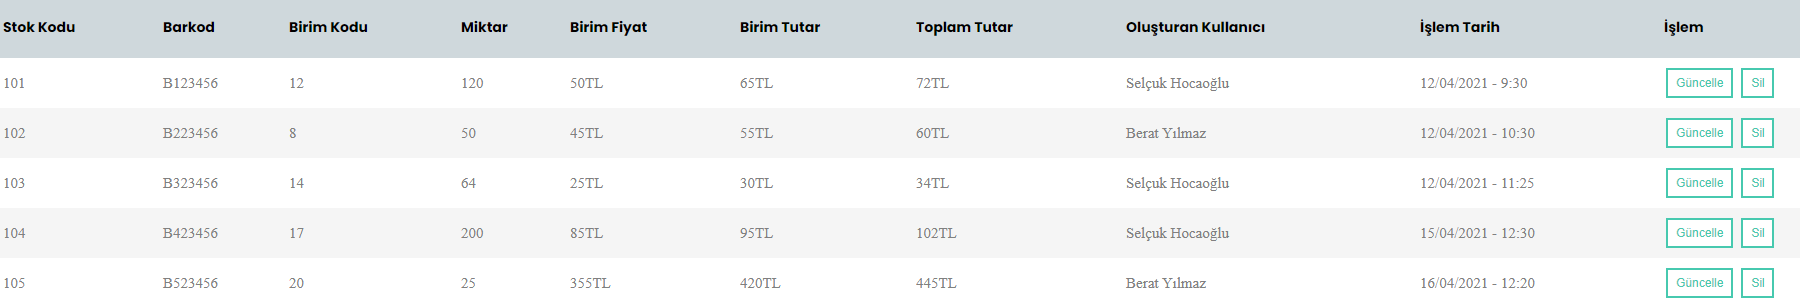 Stok Kodu Barkod Birim Kodu Miktar Birim Fiyat Birim Tutar Toplam Tutar Oluşturan Kullanıcı İşlem Tarih İşlem
101 B123456 12 120 50TL 65TL 72TL Selçuk Hocaoğlu 12/04/2021 - 9:30 Güncelle Sil
102 B223456 8 50 45TL 55TL 60TL Berat Yılmaz 12/04/2021 - 10:30 Güncelle Sil
103 B323456 14 64 25TL 30TL 34TL Selçuk Hocaoğlu 12/04/2021 - 11:25 Güncelle Sil
104 B423456 17 200 85TL 95TL 102TL Selçuk Hocaoğlu 15/04/2021 - 12:30 Güncelle Sil
105 B523456 20 25 355TL 420TL 445TL Berat Yılmaz 16/04/2021 - 12:20 Güncelle Sil